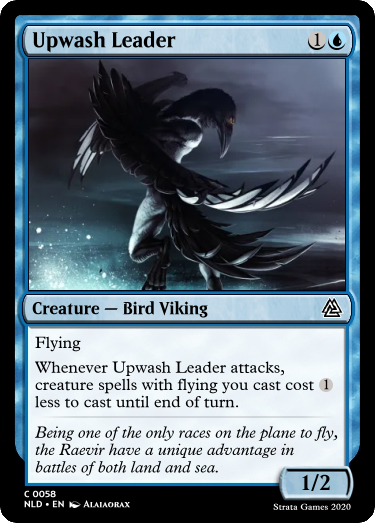 Upwash Leader 1
Creature — Bird Viking
Flying
Whenever Upwash Leader attacks,
creature spells with flying you cast cost 1
less to cast until end of turn.
Being one of the only races on the plane to fly,
the Raevir have a unique advantage in
battles of both land and sea.
1/2
C 0058
NLD • EN Alaiaorax
Strata Games 2020